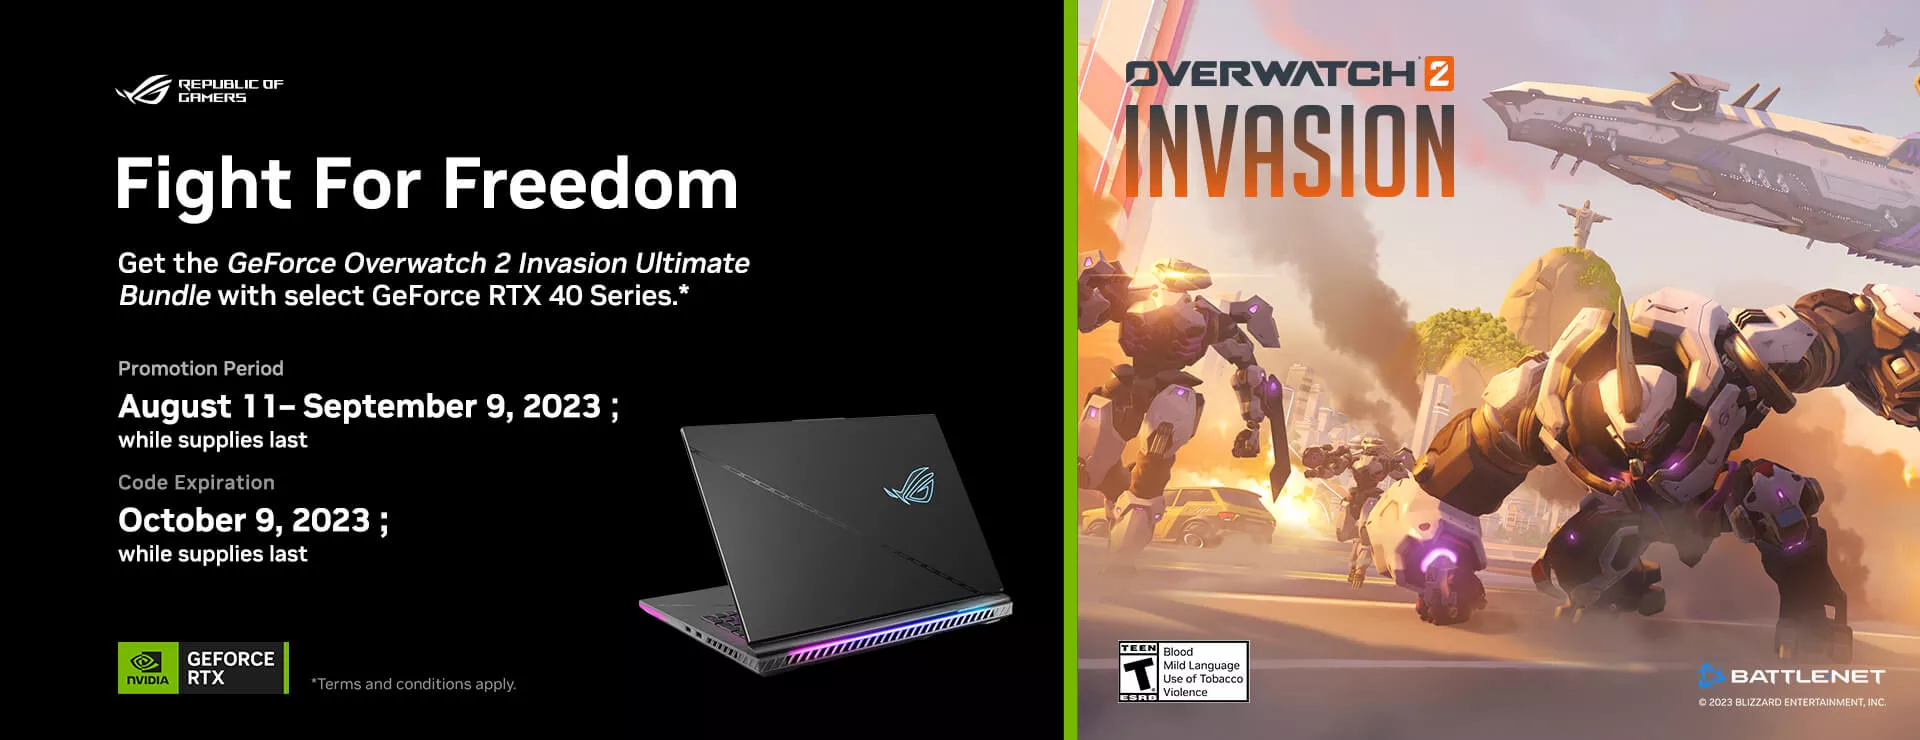 REPUBLIC OF
GAMERS
Fight For Freedom
Get the GeForce Overwatch 2 Invasion Ultimate
Bundle with select GeForce RTX 40 Series.*
Promotion Period
August 11– September 9, 2023 ;
while supplies last
Code Expiration
October 9, 2023 ;
while supplies last
NVIDIA
GEFORCE
RTX
*Terms and conditions apply.
OVERWATCH 2
INVASION
TEEN
T
ESRB
Blood
Mild Language
Use of Tobacco
Violence
BATTLE.NET
© 2023 BLIZZARD ENTERTAINMENT, INC.